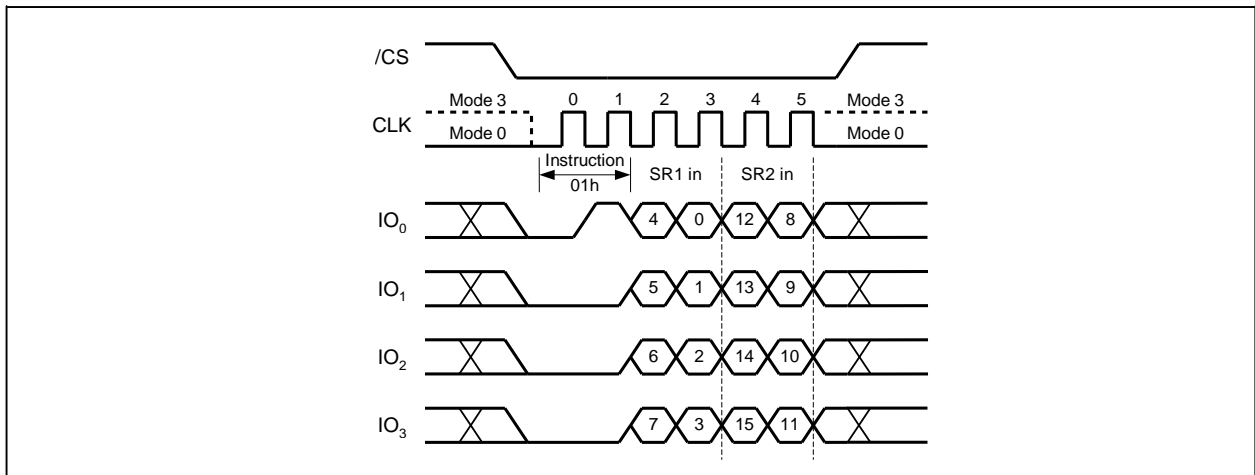 /CS
Mode 3 0 1 2 3 4 5 Mode 3
CLK
Mode 0 Mode 0
Instruction
01h
SR1 in SR2 in
IO0 4 0 12 8
IO1 5 1 13 9
IO2 6 2 14 10
IO3 7 3 15 11